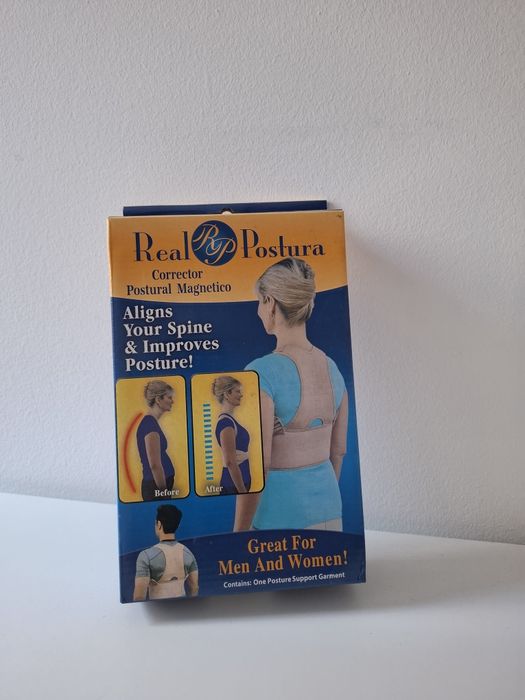 Real RP Postura
Corrector
Postural Magnetico
Aligns
Your Spine
& Improves
Posture!
Before
After
Great For
Men And Women!
Contains: One Posture Support Garment